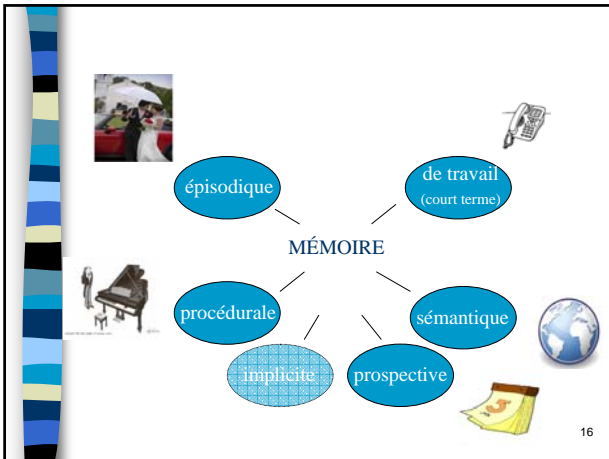 épisodique
de travail
(court terme)
MÉMOIRE
procédurale
sémantique
implicite
prospective
16